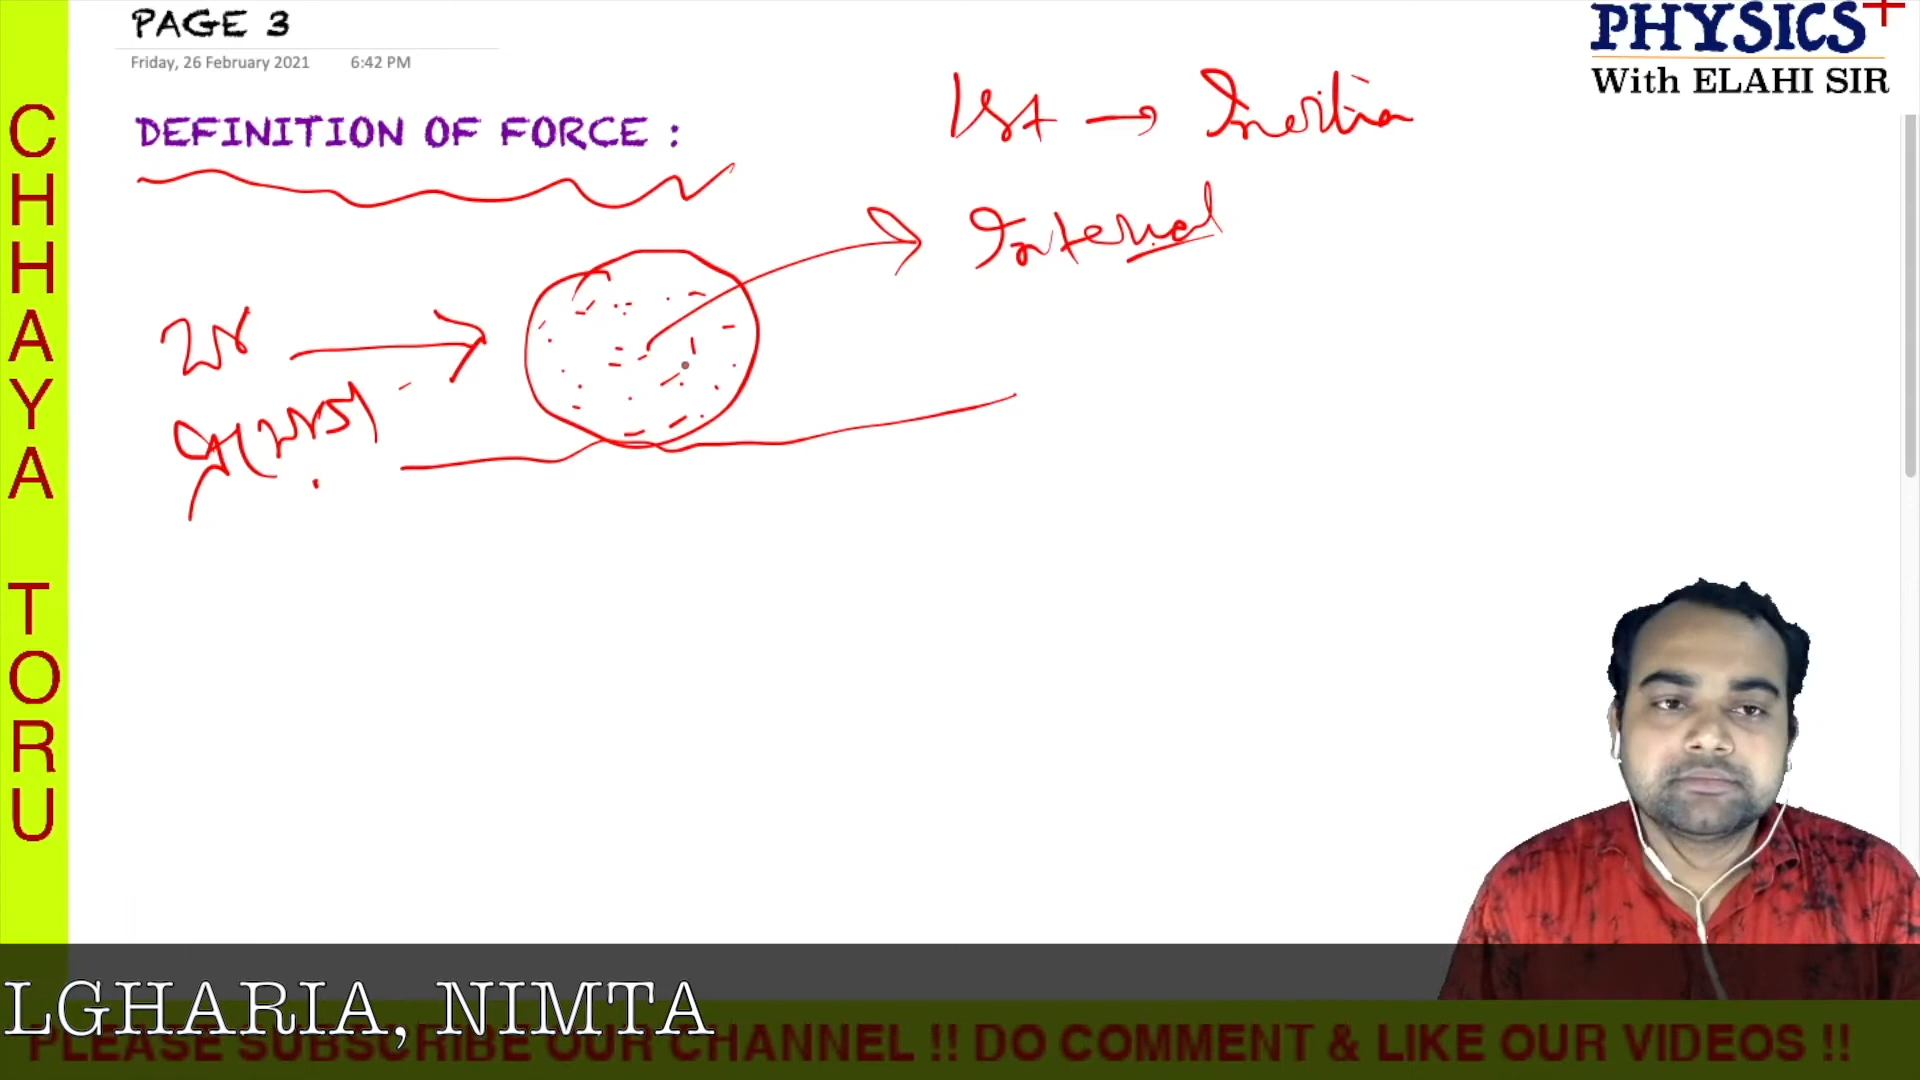 PAGE 3
Friday, 26 February 2021 6:42 PM
PHYSICS+
With ELAHI SIR
DEFINITION OF FORCE :
1st → Inertia
Internal
CHHAYA TORU
LGHARIA, NIMTA
PLEASE SUBSCRIBE OUR CHANNEL !! DO COMMENT & LIKE OUR VIDEOS !!